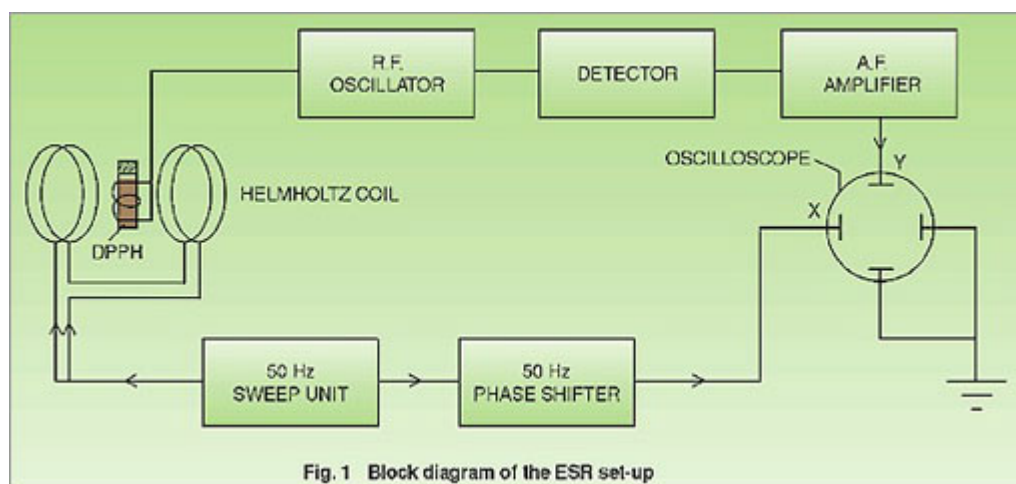 R.F.
OSCILLATOR
DETECTOR
A.F.
AMPLIFIER
OSCILLOSCOPE
Y
X
HELMHOLTZ COIL
DPPH
50 Hz
SWEEP UNIT
50 Hz
PHASE SHIFTER
Fig. 1 Block diagram of the ESR set-up